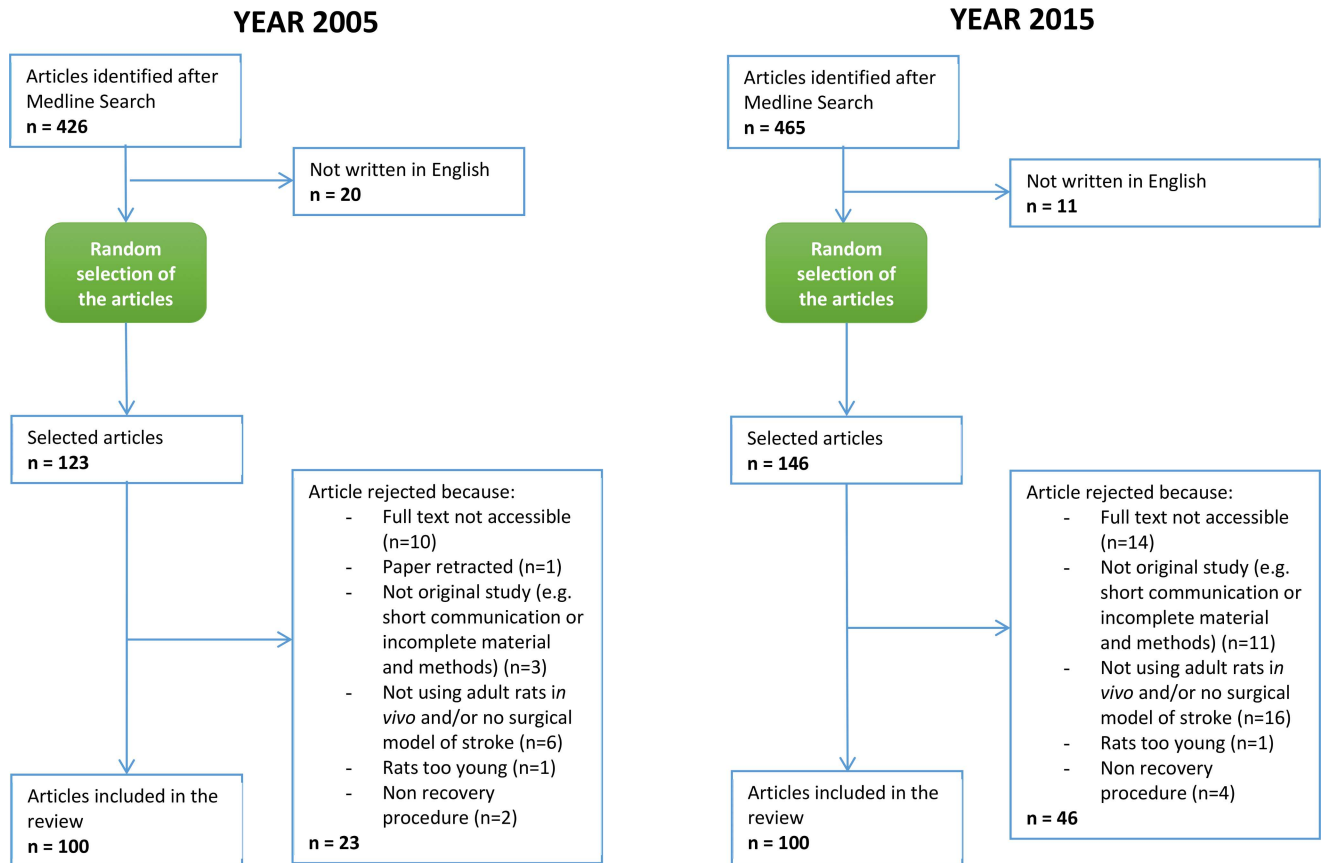 YEAR 2005
Articles identified after
Medline Search
n = 426
Not written in English
n = 20
Random
selection of
the articles
Selected articles
n = 123
Article rejected because:
- Full text not accessible
(n=10)
- Paper retracted (n=1)
- Not original study (e.g.
short communication or
incomplete material
and methods) (n=3)
- Not using adult rats in
vivo and/or no surgical
model of stroke (n=6)
- Rats too young (n=1)
- Non recovery
procedure (n=2)
n = 23
Articles included in the
review
n = 100
YEAR 2015
Articles identified after
Medline Search
n = 465
Not written in English
n = 11
Random
selection of
the articles
Selected articles
n = 146
Article rejected because:
- Full text not accessible
(n=14)
- Not original study (e.g.
short communication or
incomplete material
and methods) (n=11)
- Not using adult rats in
vivo and/or no surgical
model of stroke (n=16)
- Rats too young (n=1)
- Non recovery
procedure (n=4)
n = 46
Articles included in the
review
n = 100